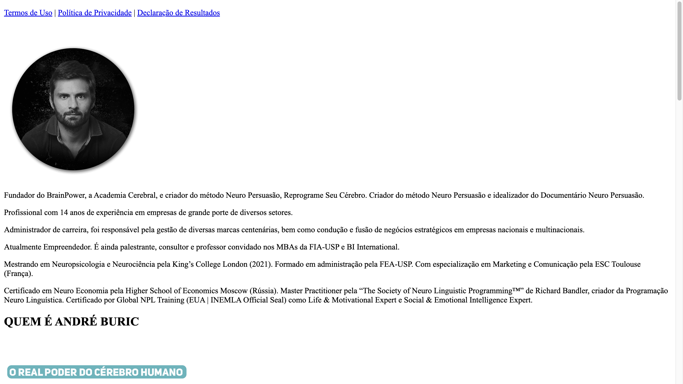 Termos de Uso | Política de Privacidade | Declaração de Resultados
Fundador do BrainPower, a Academia Cerebral, e criador do método Neuro Persuasão, Reprograme Seu Cérebro. Criador do método Neuro Persuasão e idealizador do Documentário Neuro Persuasão.
Profissional com 14 anos de experiência em empresas de grande porte de diversos setores.
Administrador de carreira, foi responsável pela gestão de diversas marcas centenárias, bem como condução e fusão de negócios estratégicos em empresas nacionais e multinacionais.
Atualmente Empreendedor. É ainda palestrante, consultor e professor convidado nos MBAs da FIA-USP e BI International.
Mestrando em Neuropsicologia e Neurociência pela King’s College London (2021). Formado em administração pela FEA-USP. Com especialização em Marketing e Comunicação pela ESC Toulouse
(França).
Certificado em Neuro Economia pela Higher School of Economics Moscow (Rússia). Master Practitioner pela “The Society of Neuro Linguistic Programming™” de Richard Bandler, criador da Programação
Neuro Linguística. Certificado por Global NPL Training (EUA | INEMLA Official Seal) como Life & Motivational Expert e Social & Emotional Intelligence Expert.
QUEM É ANDRÉ BURIC
O REAL PODER DO CÉREBRO HUMANO